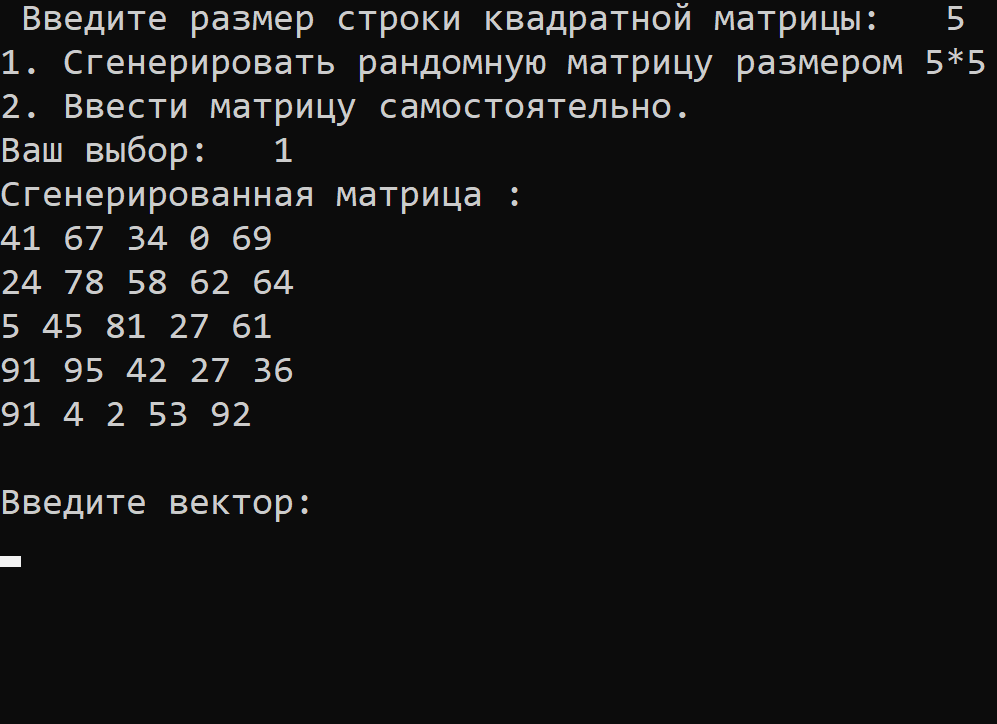 Введите размер строки квадратной матрицы: 5
1. Сгенерировать рандомную матрицу размером 5*5
2. Ввести матрицу самостоятельно.
Ваш выбор: 1
Сгенерированная матрица :
41 67 34 0 69
24 78 58 62 64
5 45 81 27 61
91 95 42 27 36
91 4 2 53 92
Введите вектор: